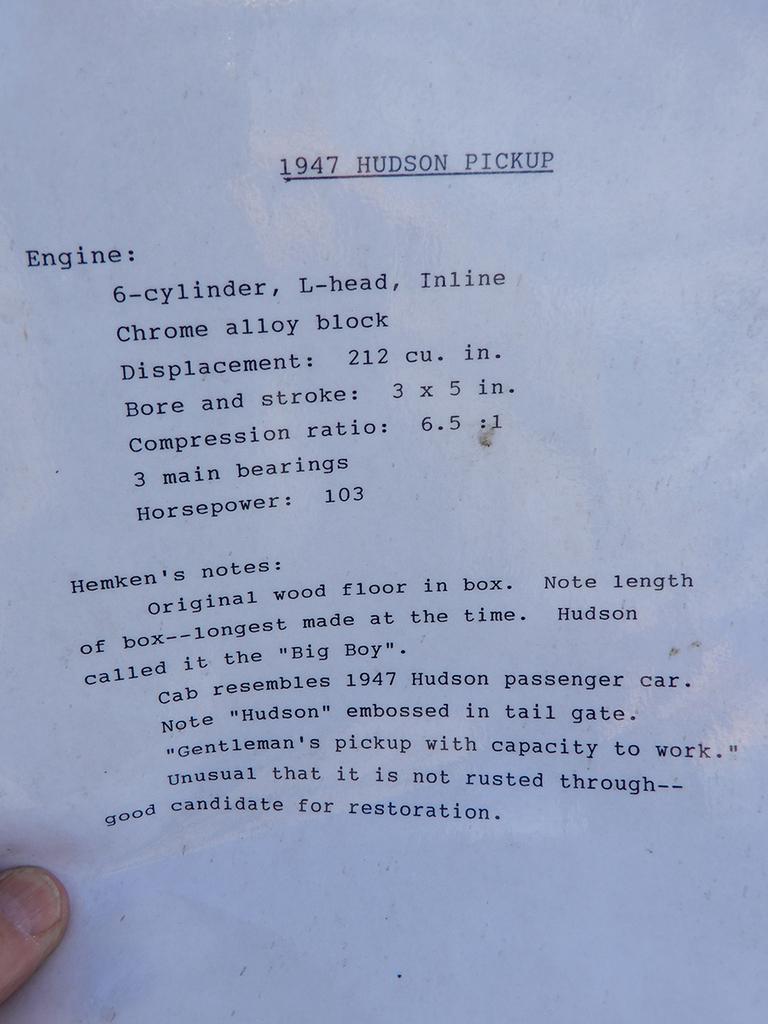 1947 HUDSON PICKUP
Engine:
6-cylinder, L-head, Inline
Chrome alloy block
Displacement: 212 cu. in.
Bore and stroke: 3 x 5 in.
Compression ratio: 6.5 :1
3 main bearings
Horsepower: 103
Hemken's notes:
Original wood floor in box. Note length
of box--longest made at the time. Hudson
called it the "Big Boy".
Cab resembles 1947 Hudson passenger car.
Note "Hudson" embossed in tail gate.
"Gentleman's pickup with capacity to work."
Unusual that it is not rusted through--
good candidate for restoration.